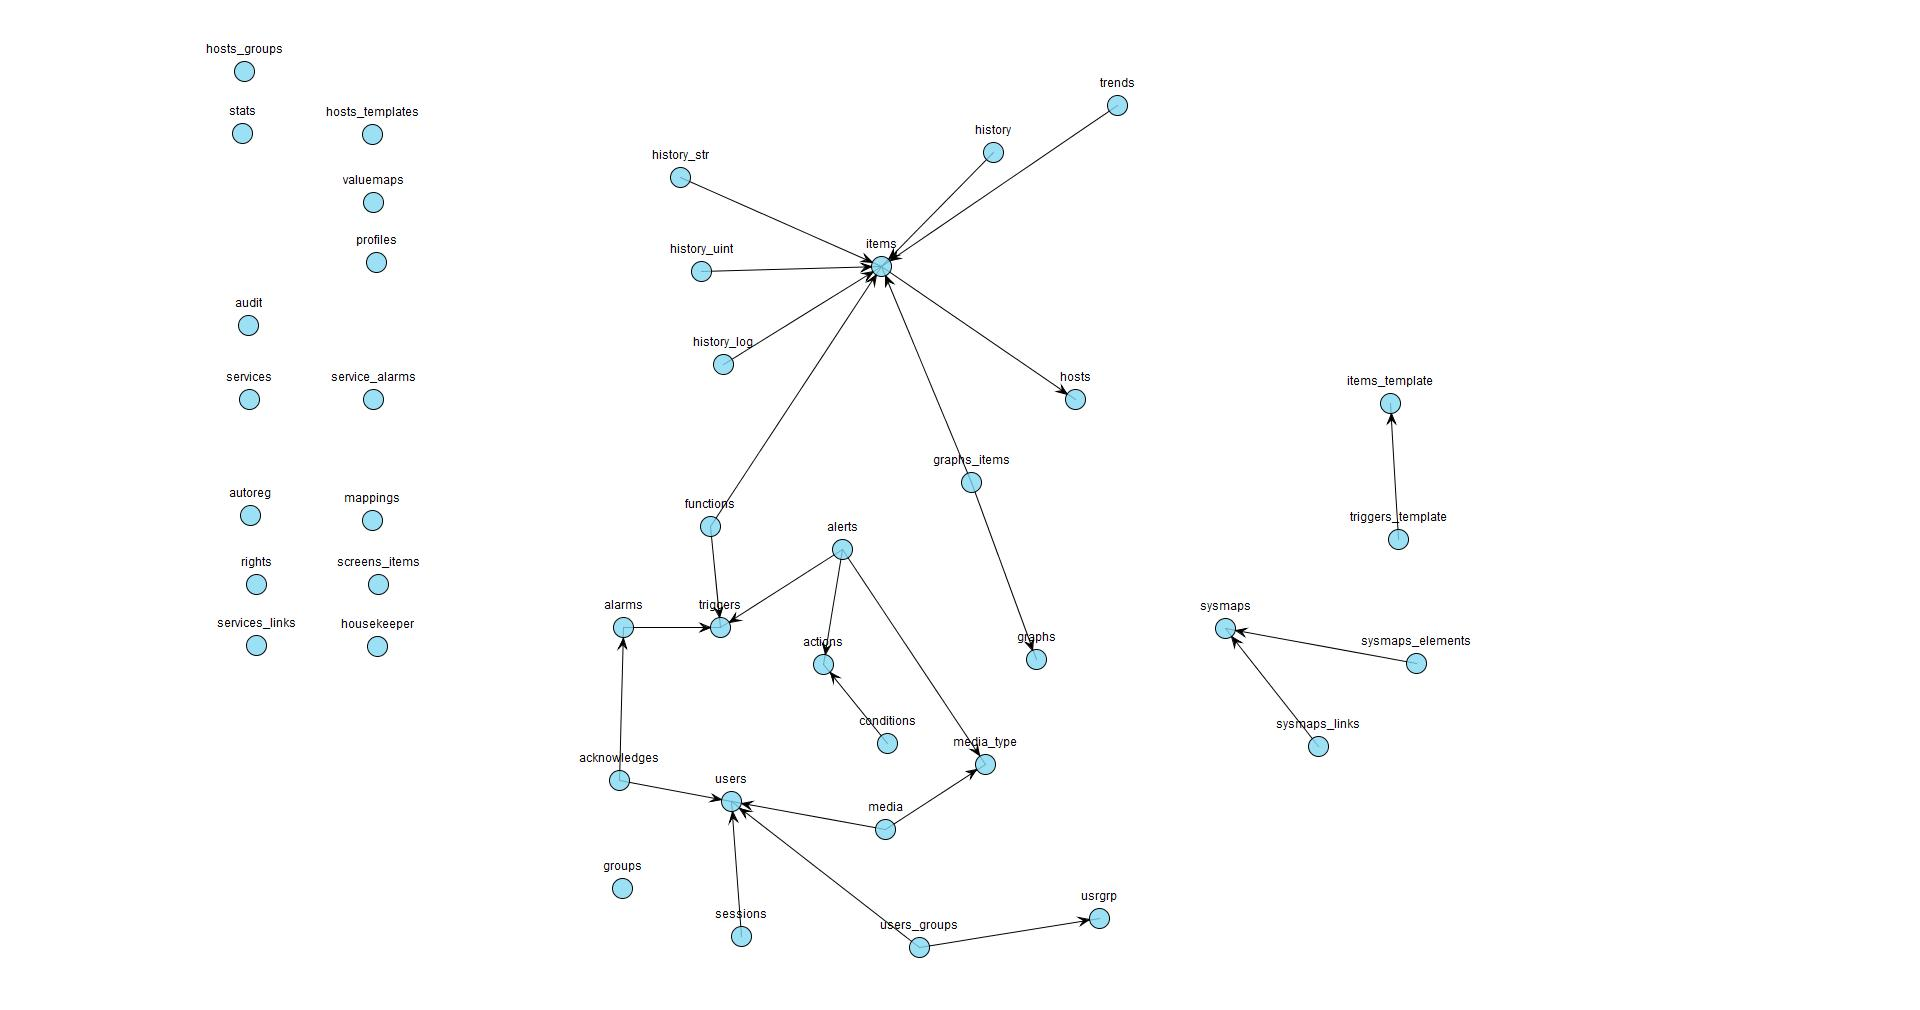 hosts_groups
stats
hosts_templates
valuemaps
profiles
audit
services
service_alarms
autoreg
mappings
rights
screens_items
services_links
housekeeper
trends
history
history_str
items
history_uint
history_log
hosts
graphs_items
functions
alerts
alarms
triggers
actions
graphs
conditions
media_type
acknowledges
users
media
groups
sessions
users_groups
usrgrp
items_template
triggers_template
sysmaps
sysmaps_elements
sysmaps_links